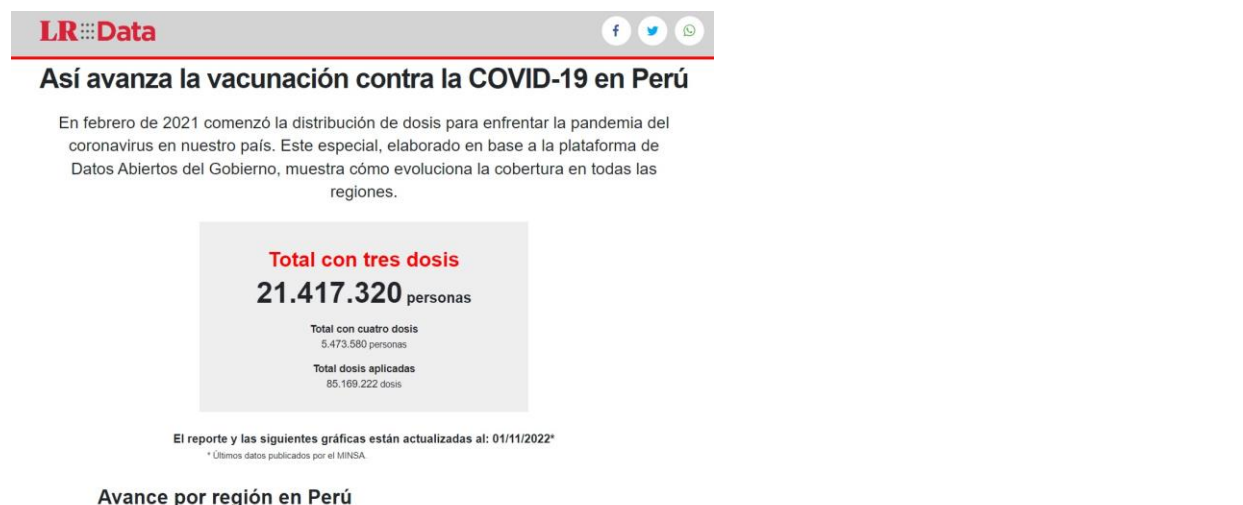 LR:::Data
Así avanza la vacunación contra la COVID-19 en Perú
En febrero de 2021 comenzó la distribución de dosis para enfrentar la pandemia del
coronavirus en nuestro país. Este especial, elaborado en base a la plataforma de
Datos Abiertos del Gobierno, muestra cómo evoluciona la cobertura en todas las
regiones.
Total con tres dosis
21.417.320 personas
Total con cuatro dosis
5.473.580 personas
Total dosis aplicadas
85.169.222 dosis
El reporte y las siguientes gráficas están actualizadas al: 01/11/2022*
* Últimos datos publicados por el MINSA.
Avance por región en Perú